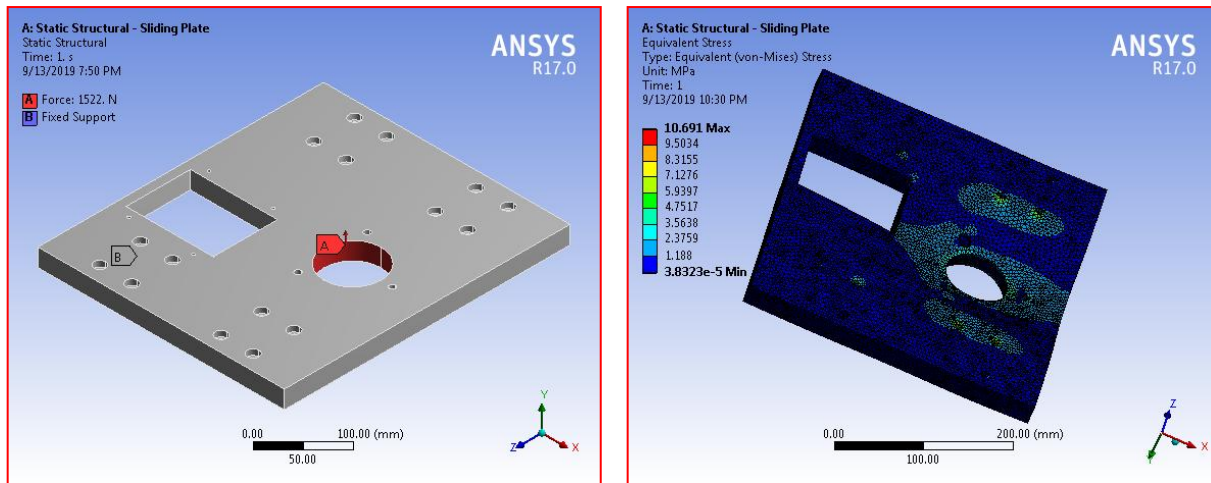 A: Static Structural - Sliding Plate
Static Structural
Time: 1. s
9/13/2019 7:50 PM
A Force: 1522. N
B Fixed Support
ANSYS
R17.0
B
A
0.00 100.00 (mm)
50.00
Y
Z
X
A: Static Structural - Sliding Plate
Equivalent Stress
Type: Equivalent (von-Mises) Stress
Unit: MPa
Time: 1
9/13/2019 10:30 PM
ANSYS
R17.0
10.691 Max
9.5034
8.3155
7.1276
5.9397
4.7517
3.5638
2.3759
1.188
3.8323e-5 Min
0.00 200.00 (mm)
100.00
Z
X
Y